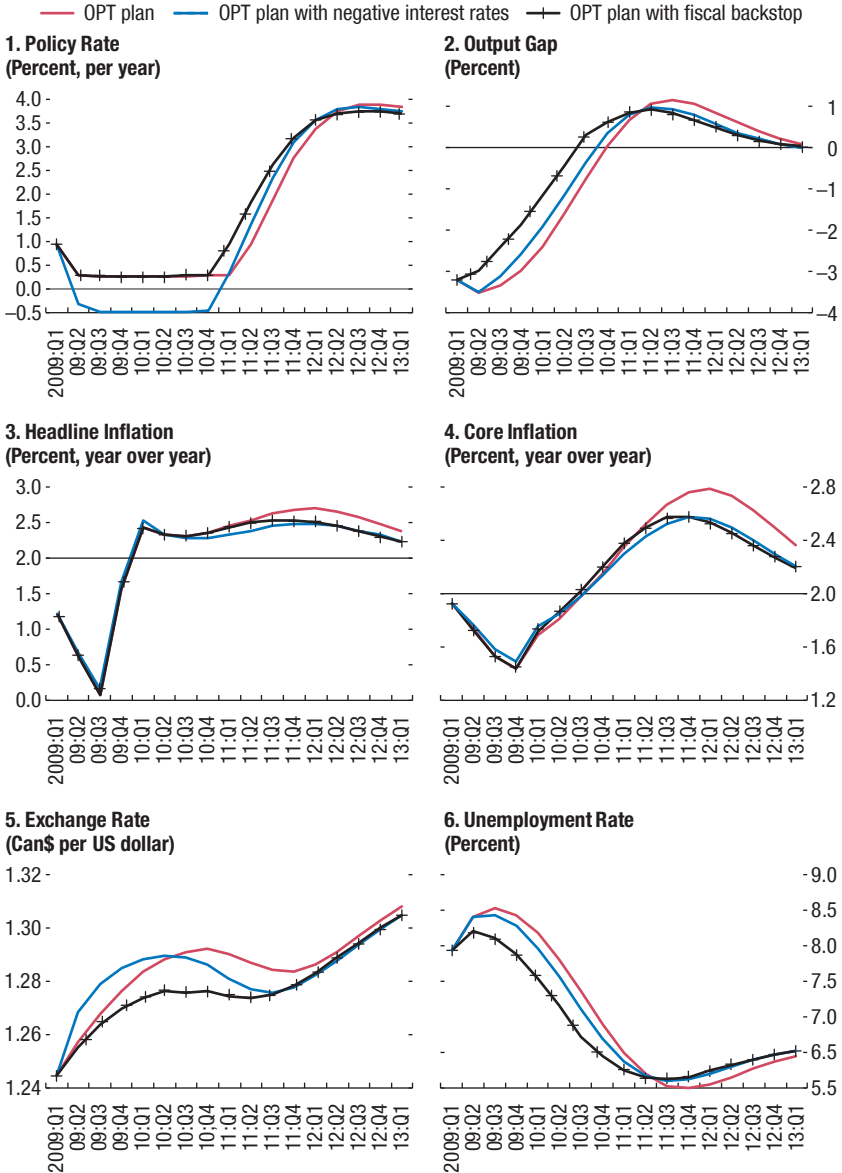 OPT plan OPT plan with negative interest rates OPT plan with fiscal backstop
1. Policy Rate
(Percent, per year)
4.0
3.5
3.0
2.5
2.0
1.5
1.0
0.5
0.0
–0.5
2009:Q1
09:Q2
09:Q3
09:Q4
10:Q1
10:Q2
10:Q3
10:Q4
11:Q1
11:Q2
11:Q3
11:Q4
12:Q1
12:Q2
12:Q3
12:Q4
13:Q1
2. Output Gap
(Percent)
1
0
–1
–2
–3
–4
2009:Q1
09:Q2
09:Q3
09:Q4
10:Q1
10:Q2
10:Q3
10:Q4
11:Q1
11:Q2
11:Q3
11:Q4
12:Q1
12:Q2
12:Q3
12:Q4
13:Q1
3. Headline Inflation
(Percent, year over year)
3.0
2.5
2.0
1.5
1.0
0.5
0.0
2009:Q1
09:Q2
09:Q3
09:Q4
10:Q1
10:Q2
10:Q3
10:Q4
11:Q1
11:Q2
11:Q3
11:Q4
12:Q1
12:Q2
12:Q3
12:Q4
13:Q1
4. Core Inflation
(Percent, year over year)
2.8
2.4
2.0
1.6
1.2
2009:Q1
09:Q2
09:Q3
09:Q4
10:Q1
10:Q2
10:Q3
10:Q4
11:Q1
11:Q2
11:Q3
11:Q4
12:Q1
12:Q2
12:Q3
12:Q4
13:Q1
5. Exchange Rate
(Can$ per US dollar)
1.32
1.30
1.28
1.26
1.24
2009:Q1
09:Q2
09:Q3
09:Q4
10:Q1
10:Q2
10:Q3
10,Q4
11:Q1
11:Q2
11:Q3
11:Q4
12:Q1
12:Q2
12:Q3
12:Q4
13:Q1
6. Unemployment Rate
(Percent)
9.0
8.5
8.0
7.5
7.0
6.5
5.5
2009:Q1
09:Q2
09:Q3
09:Q4
10:Q1
10:Q2
10:Q3
10:Q4
11:Q1
11:Q2
11:Q3
11:Q4
12:Q1
12:Q2
12:Q3
12:Q4
13:Q1